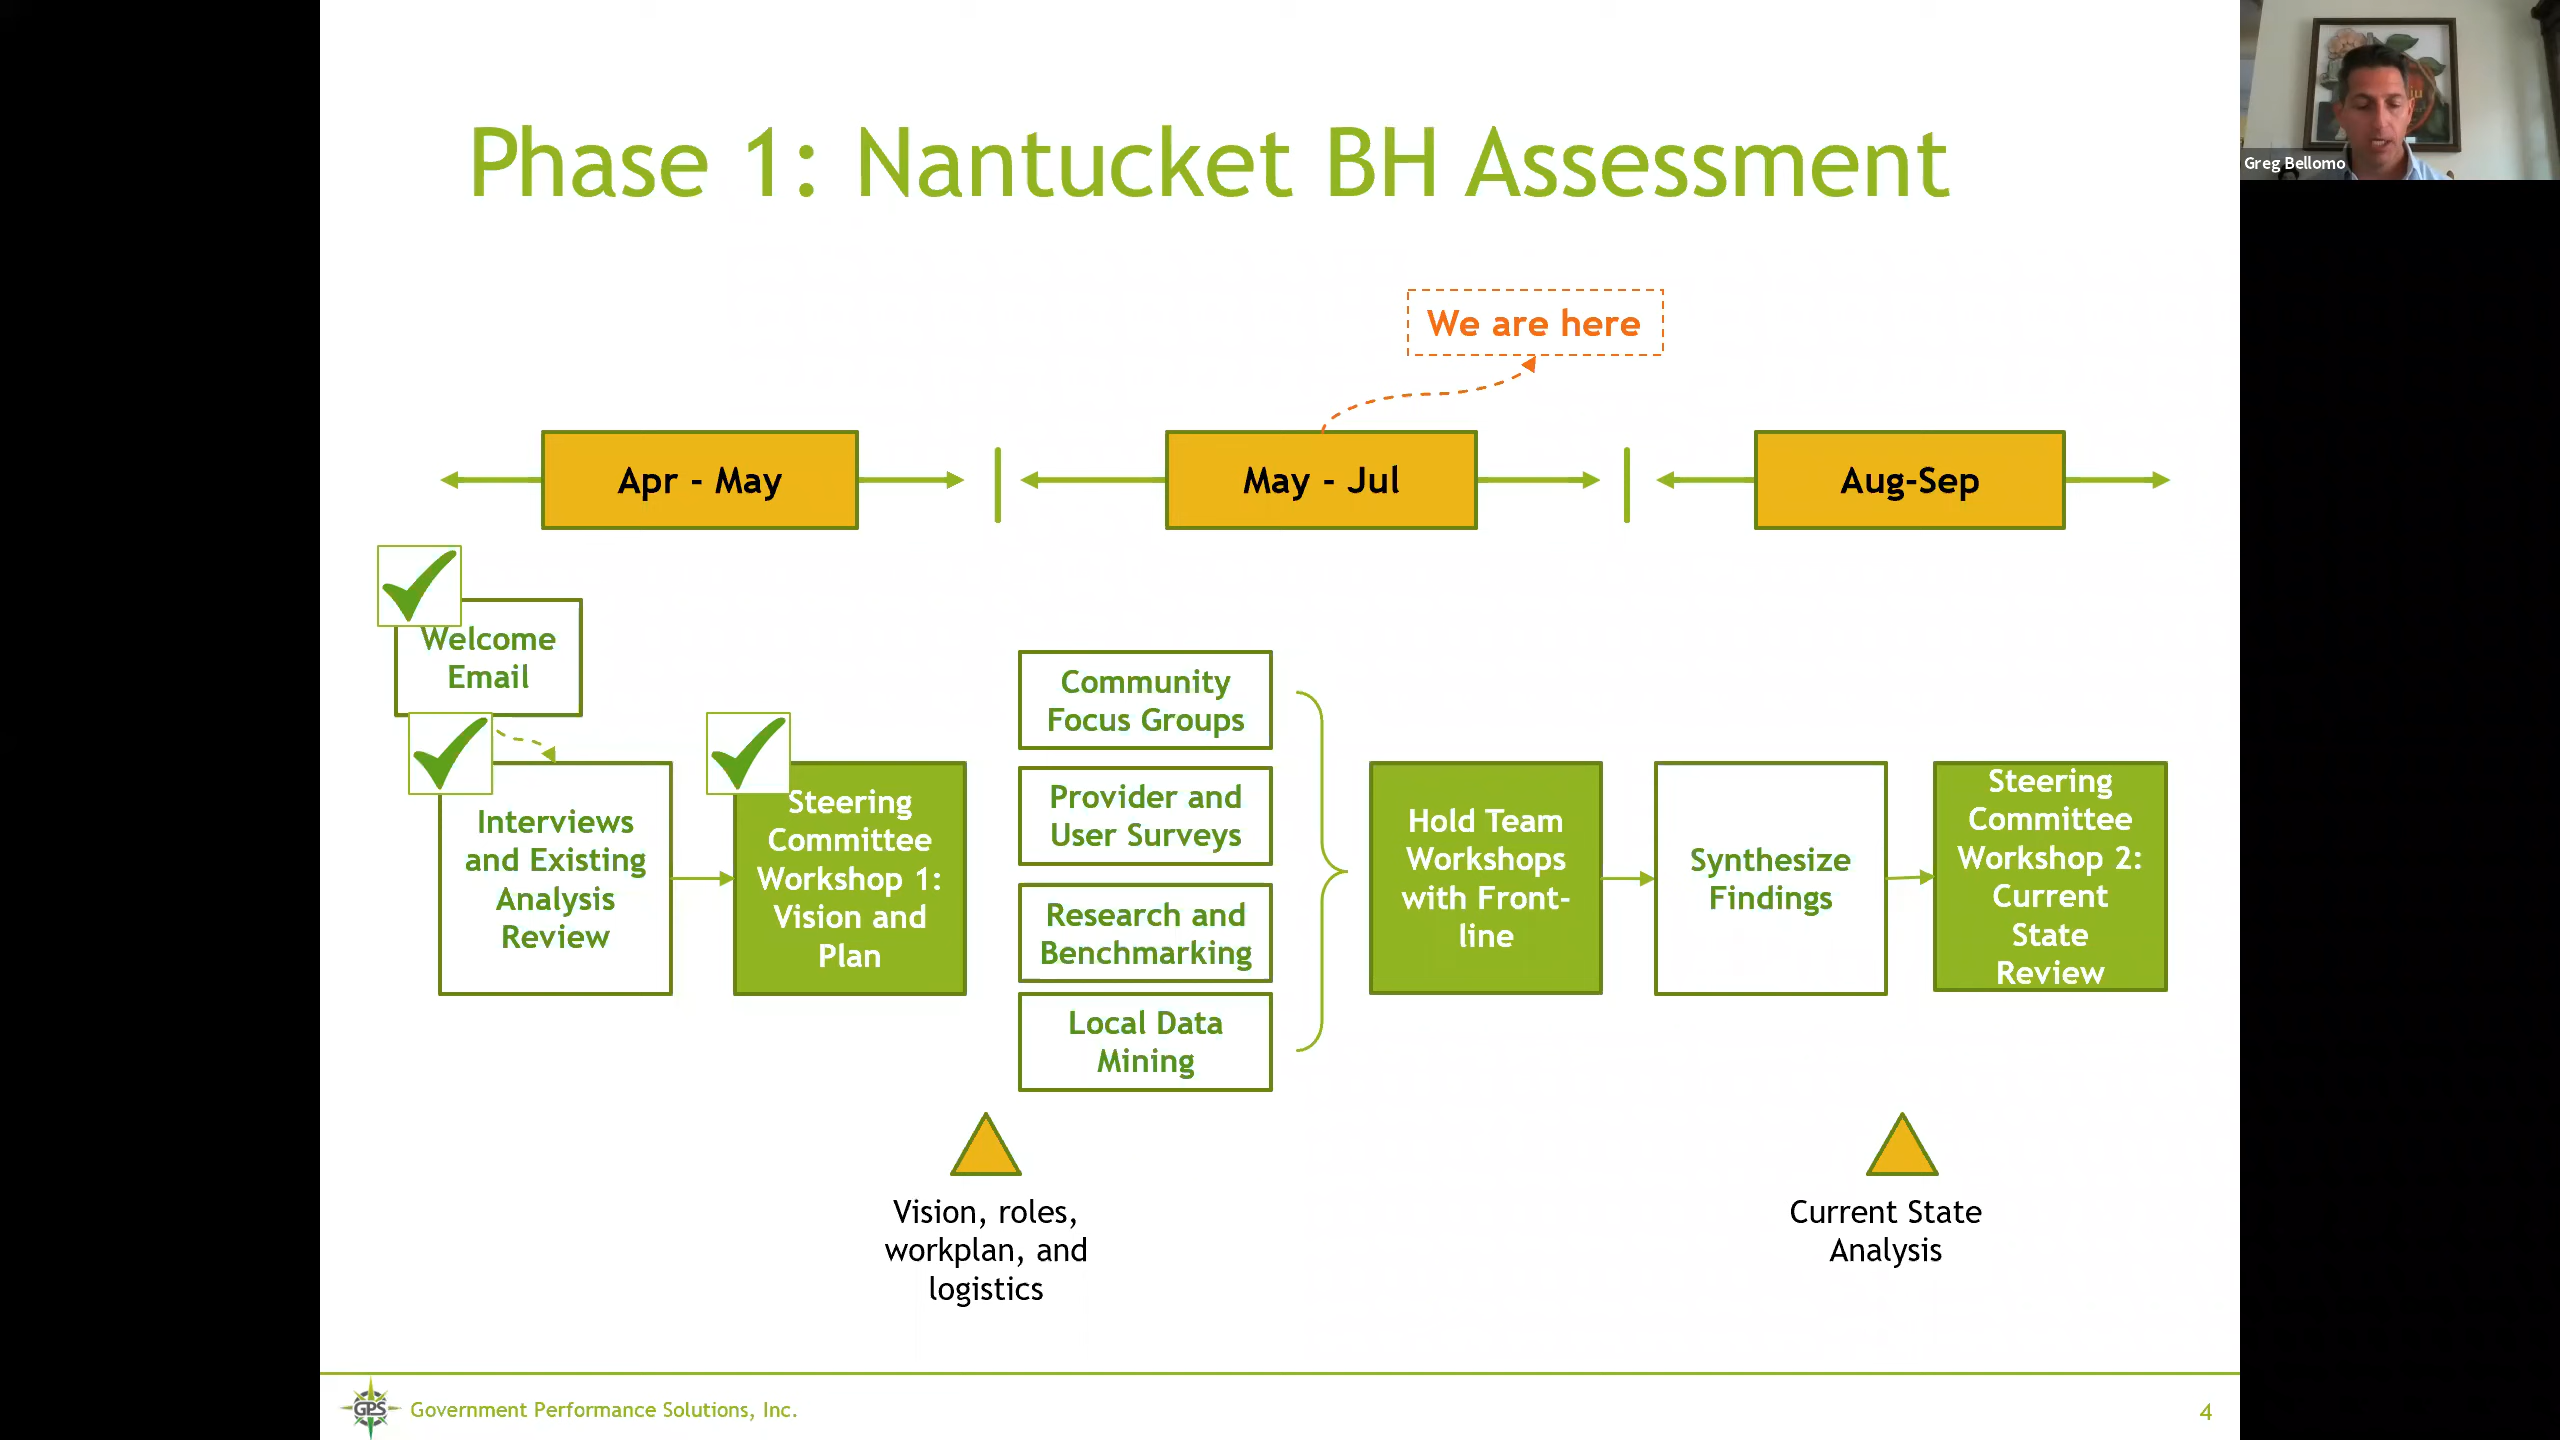 Phase 1: Nantucket BH Assessment
Greg Bellomo
We are here
Apr - May
May - Jul
Aug-Sep
Welcome
Email
Interviews
and Existing
Analysis
Review
Steering
Committee
Workshop 1:
Vision and
Plan
Community
Focus Groups
Provider and
User Surveys
Research and
Benchmarking
Local Data
Mining
Hold Team
Workshops
with Front-
line
Synthesize
Findings
Steering
Committee
Workshop 2:
Current
State
Review
Vision, roles,
workplan, and
logistics
Current State
Analysis
GPS
Government Performance Solutions, Inc.
4